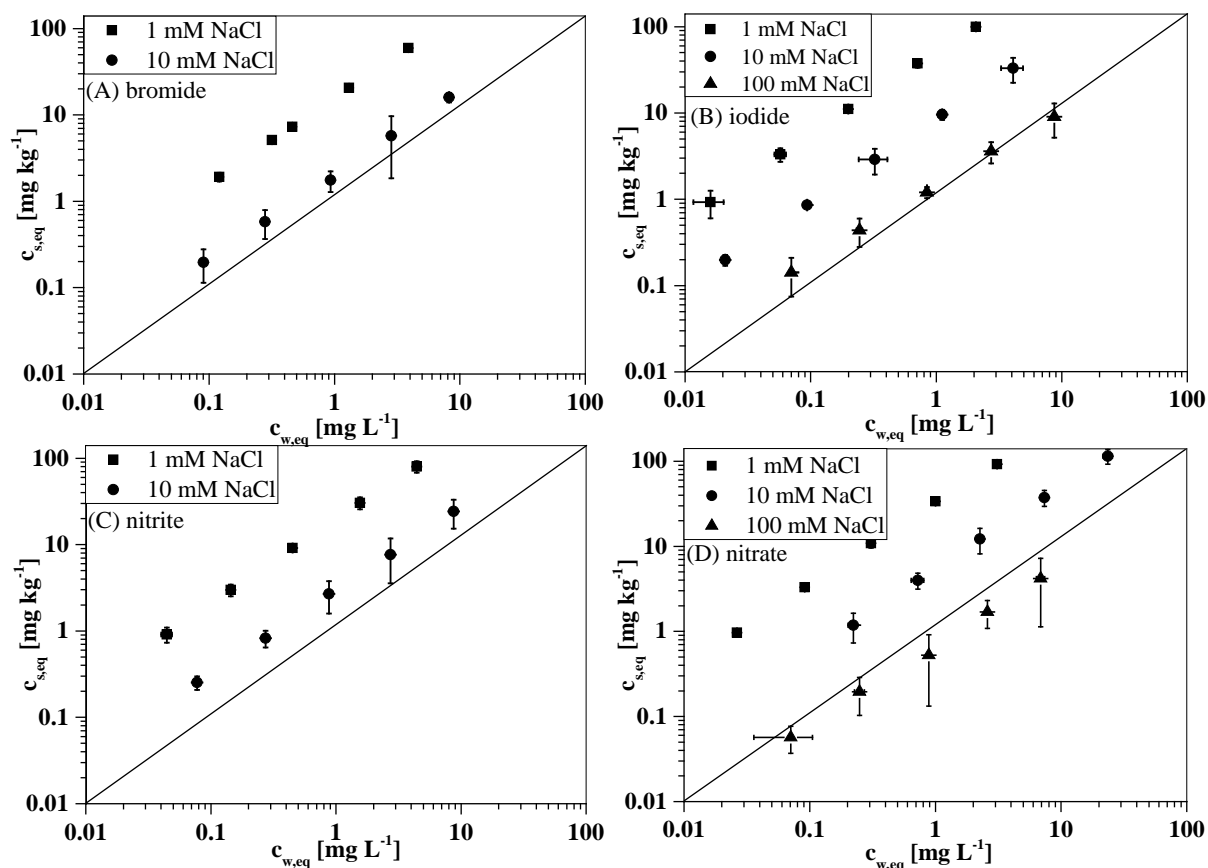 1 mM NaCl
10 mM NaCl
(A) bromide
100
10
1
0.1
0.01
c_s,eq [mg kg⁻¹]
0.01 0.1 1 10 100
c_w,eq [mg L⁻¹]
1 mM NaCl
10 mM NaCl
100 mM NaCl
(B) iodide
100
10
1
0.1
0.01
c_s,eq [mg kg⁻¹]
0.01 0.1 1 10 100
c_w,eq [mg L⁻¹]
1 mM NaCl
10 mM NaCl
(C) nitrite
100
10
1
0.1
0.01
c_s,eq [mg kg⁻¹]
0.01 0.1 1 10 100
c_w,eq [mg L⁻¹]
1 mM NaCl
10 mM NaCl
100 mM NaCl
(D) nitrate
100
10
1
0.1
0.01
c_s,eq [mg kg⁻¹]
0.01 0.1 1 10 100
c_w,eq [mg L⁻¹]